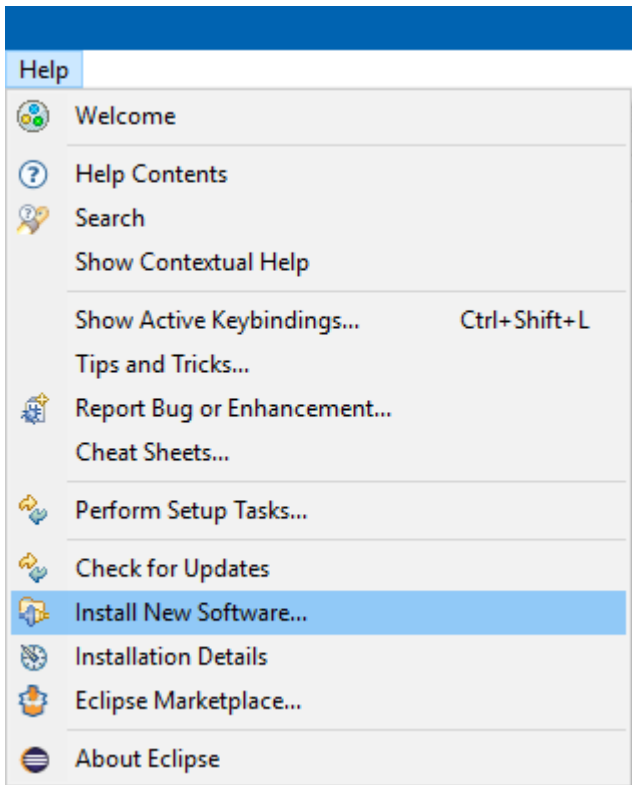 Help
Welcome
Help Contents
Search
Show Contextual Help
Show Active Keybindings... Ctrl+Shift+L
Tips and Tricks...
Report Bug or Enhancement...
Cheat Sheets...
Perform Setup Tasks...
Check for Updates
Install New Software...
Installation Details
Eclipse Marketplace...
About Eclipse